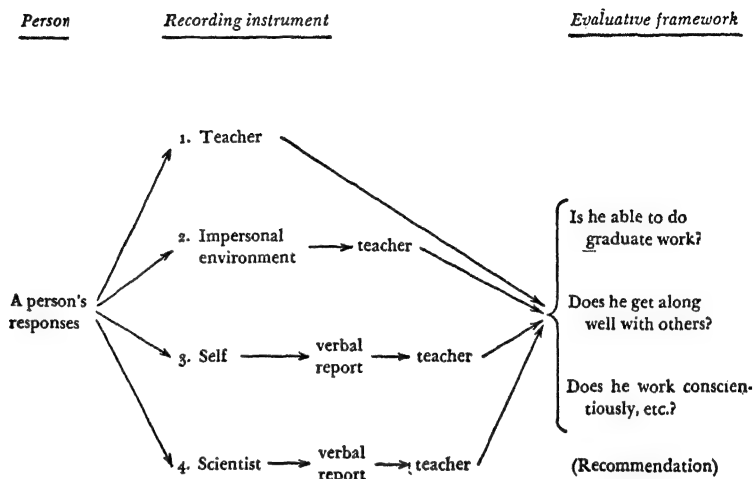 Person Recording instrument Evaluative framework
1. Teacher
2. Impersonal
environment
teacher
A person's
responses
3. Self
verbal
report
teacher
4. Scientist
verbal
report
teacher
Is he able to do
graduate work?
Does he get along
well with others?
Does he work conscien-
tiously, etc.?
(Recommendation)